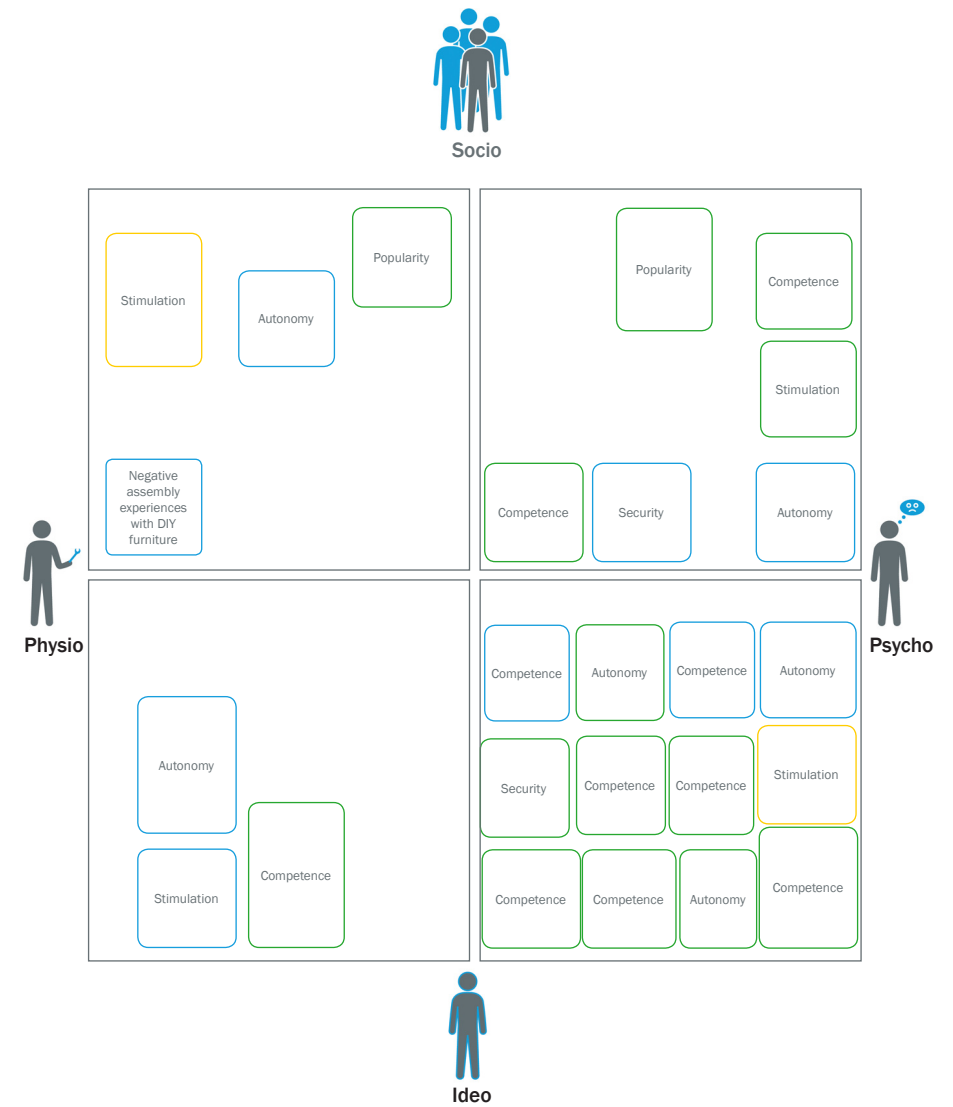 Socio
Stimulation
Autonomy
Popularity
Negative
assembly
experiences
with DIY
furniture
Popularity
Competence
Stimulation
Competence
Security
Autonomy
Physio
Psycho
Autonomy
Stimulation
Competence
Competence
Autonomy
Competence
Autonomy
Security
Competence
Competence
Stimulation
Competence
Competence
Autonomy
Competence
Ideo